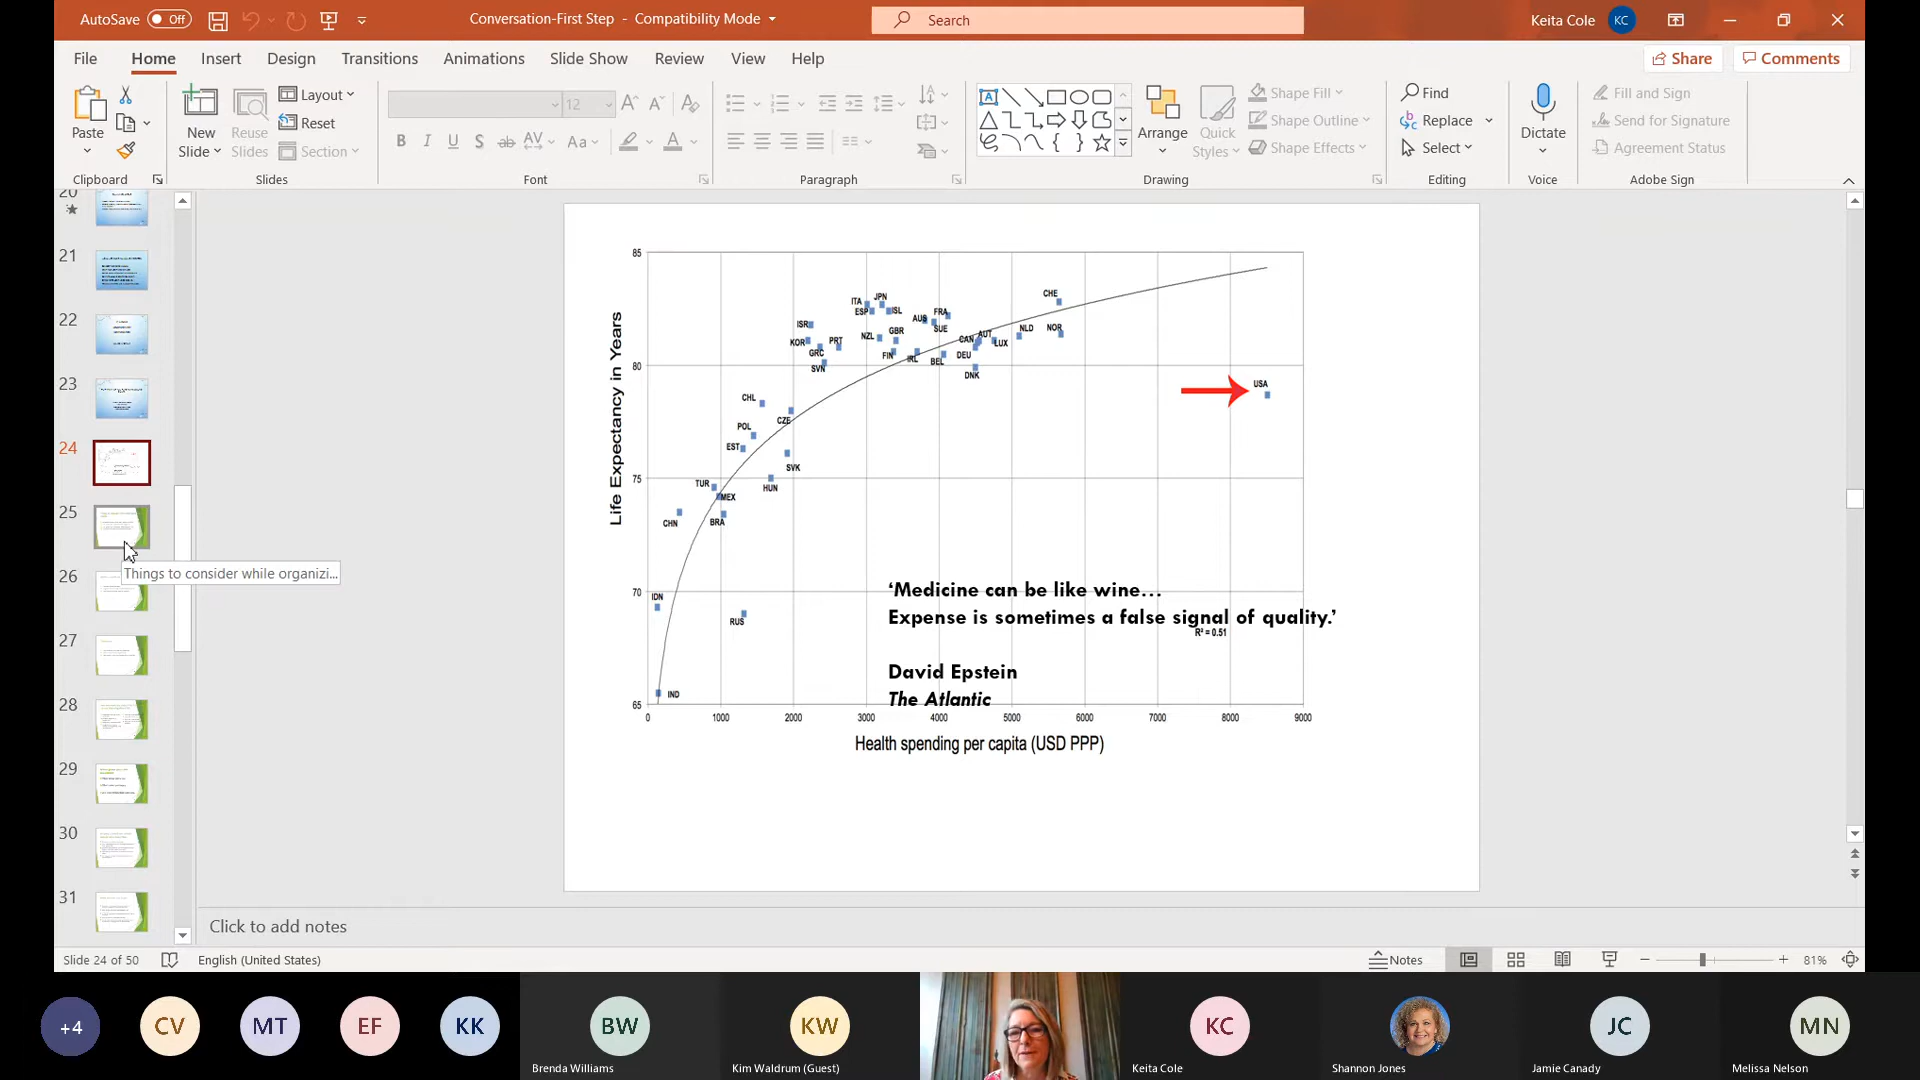 AutoSave Off
Conversation-First Step - Compatibility Mode
Search
Keita Cole KC
File Home Insert Design Transitions Animations Slide Show Review View Help
Share Comments
Paste
New Slide
Reuse Slides
Layout
Reset
Section
12
Arrange
Quick Styles
Shape Fill
Shape Outline
Shape Effects
Find
Replace
Select
Dictate
Fill and Sign
Send for Signature
Agreement Status
Clipboard Slides Font Paragraph Drawing Editing Voice Adobe Sign
20
21
22
23
24
25
Things to consider while organizi...
26
27
28
29
30
31
Life Expectancy in Years
85
80
75
70
65
0 1000 2000 3000 4000 5000 6000 7000 8000 9000
Health spending per capita (USD PPP)
ITA JPN
ESP ISL
CHE
ISR
AUS FRA
SUE
KOR PRT
NZL GBR
CAN AUT
NLD NOR
GRC
SVN
FIN IRL BEL DEU LUX
DNK
USA
CHL
CZE
POL
EST
SVK
HUN
TUR MEX
CHN BRA
IDN
RUS
IND
‘Medicine can be like wine…
Expense is sometimes a false signal of quality.’
R² = 0.51
David Epstein
The Atlantic
Click to add notes
Slide 24 of 50 English (United States)
Notes
81%
+4 CV MT EF KK BW KW KC JC MN
Brenda Williams
Kim Waldrum (Guest)
Keita Cole
Shannon Jones
Jamie Canady
Melissa Nelson